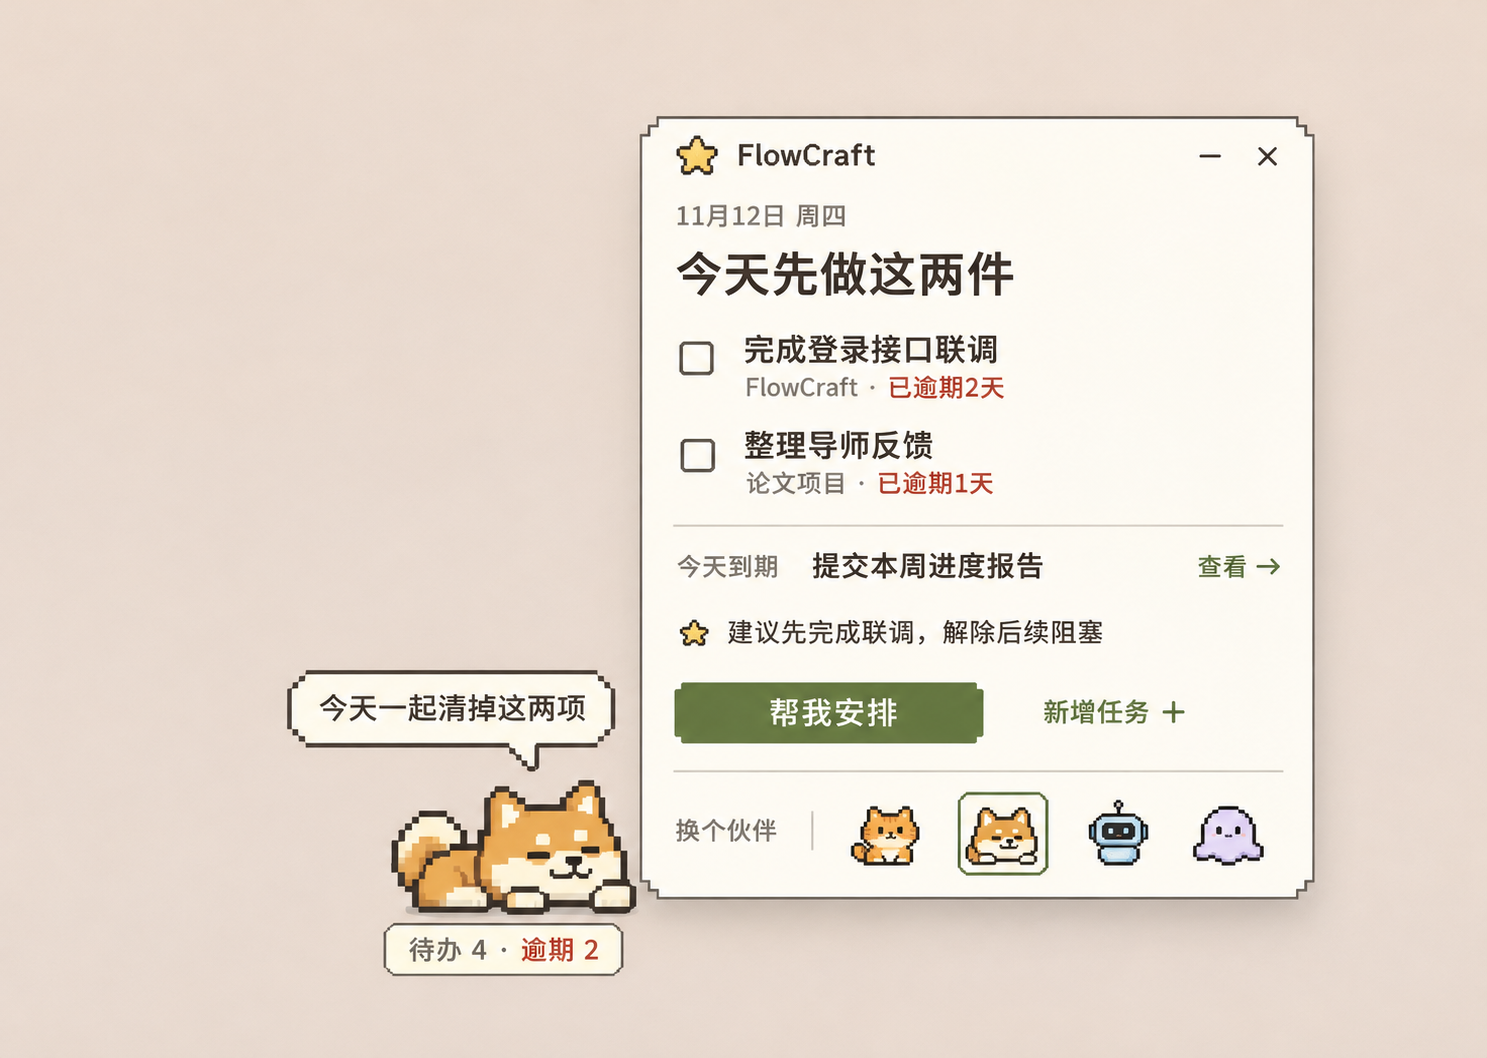 FlowCraft
11月12日 周四
今天先做这两件
完成登录接口联调
FlowCraft · 已逾期2天
整理导师反馈
论文项目 · 已逾期1天
今天到期 提交本周进度报告 查看 →
建议先完成联调，解除后续阻塞
帮我安排 新增任务 +
换个伙伴
今天一起清掉这两项
待办 4 · 逾期 2